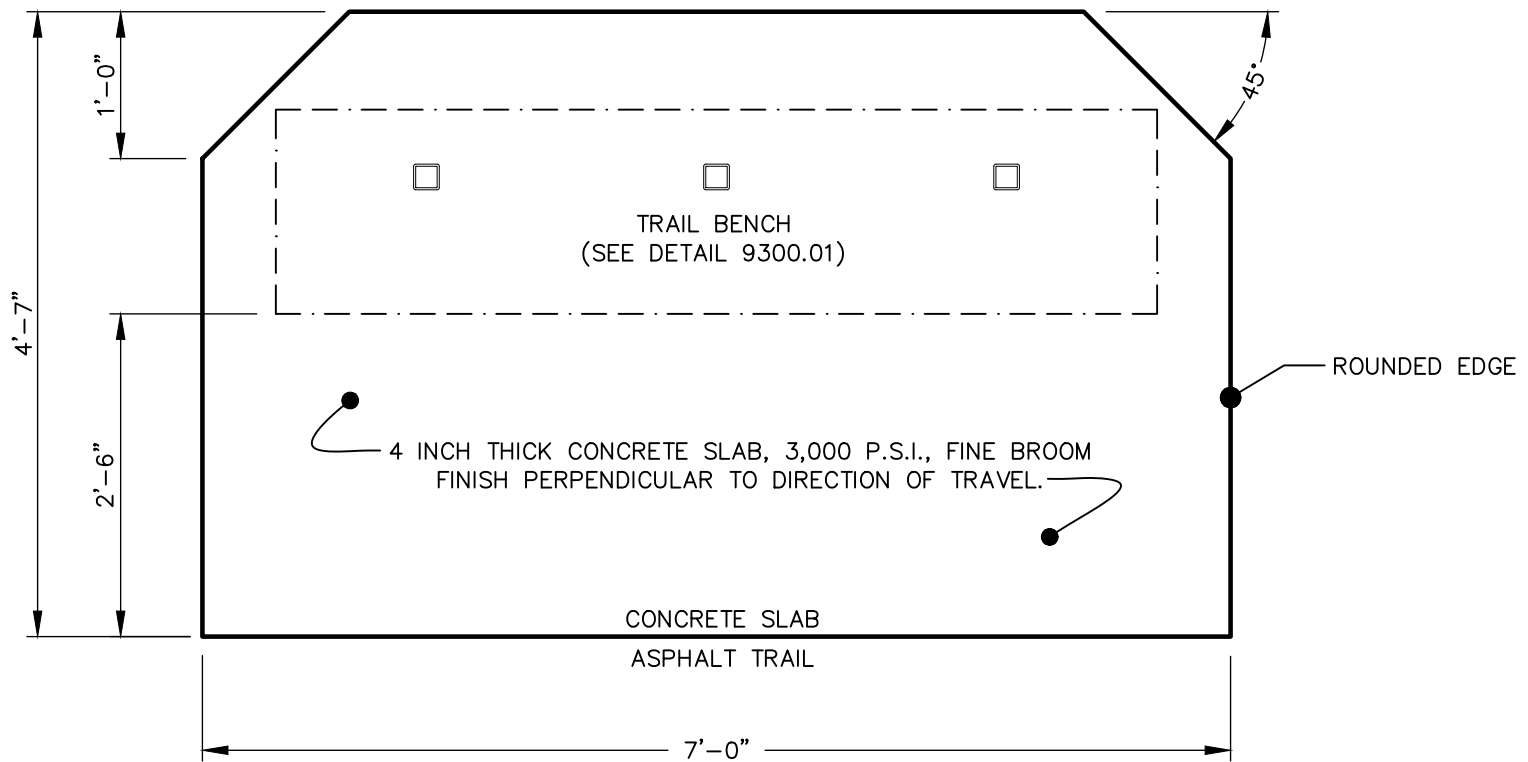 1'-0"
45°
TRAIL BENCH
(SEE DETAIL 9300.01)
4'-7"
ROUNDED EDGE
4 INCH THICK CONCRETE SLAB, 3,000 P.S.I., FINE BROOM
FINISH PERPENDICULAR TO DIRECTION OF TRAVEL.
2'-6"
CONCRETE SLAB
ASPHALT TRAIL
7'-0"